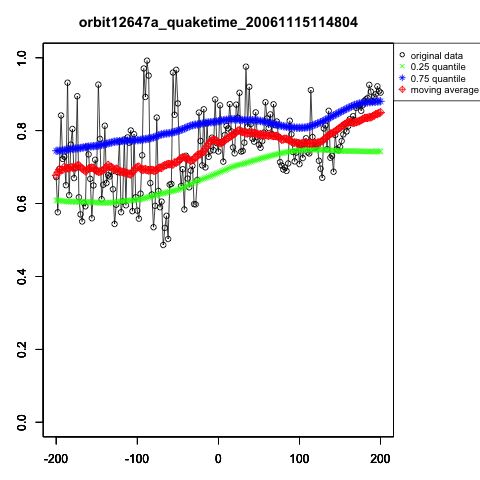 orbit12647a_quaketime_20061115114804
original data
0.25 quantile
0.75 quantile
moving average
1.0
0.8
0.6
0.4
0.2
0.0
-200
-100
0
100
200